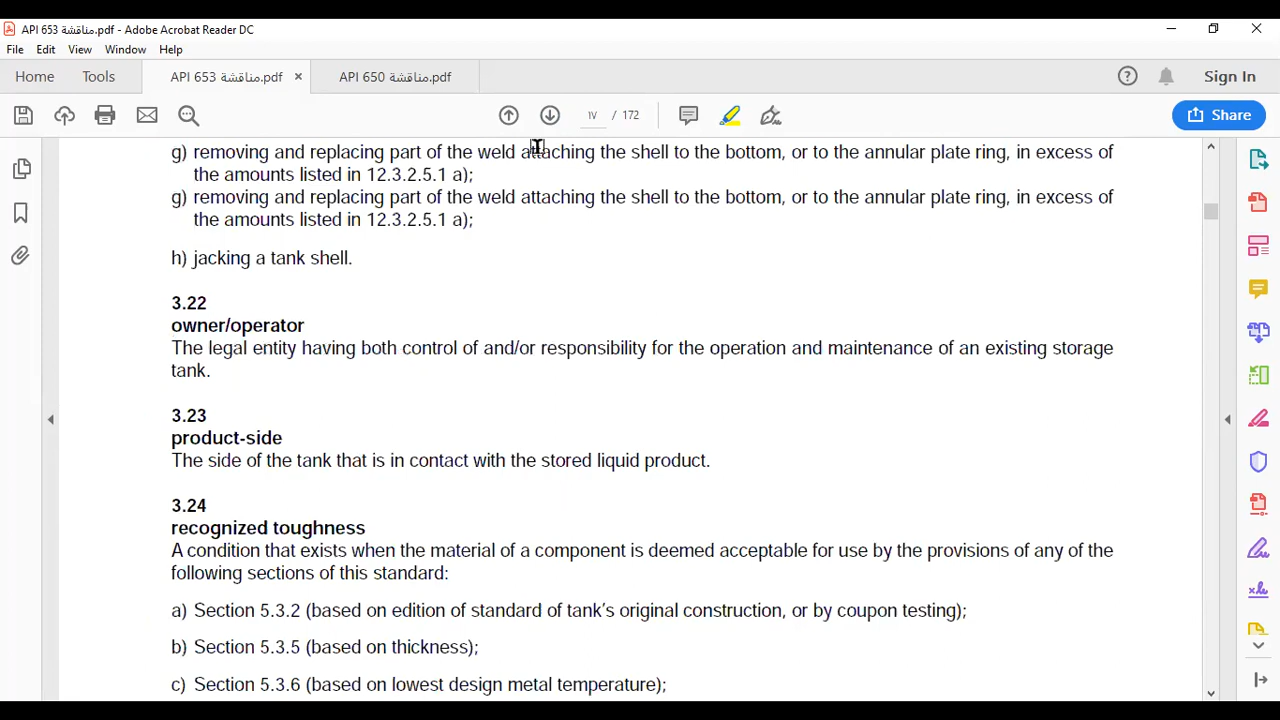 API 653 مناقشة.pdf - Adobe Acrobat Reader DC
File Edit View Window Help
Home Tools API 653 مناقشة.pdf × API 650 مناقشة.pdf Sign In
IV / 172 Share
g) removing and replacing part of the weld attaching the shell to the bottom, or to the annular plate ring, in excess of
the amounts listed in 12.3.2.5.1 a);
g) removing and replacing part of the weld attaching the shell to the bottom, or to the annular plate ring, in excess of
the amounts listed in 12.3.2.5.1 a);
h) jacking a tank shell.
3.22
owner/operator
The legal entity having both control of and/or responsibility for the operation and maintenance of an existing storage
tank.
3.23
product-side
The side of the tank that is in contact with the stored liquid product.
3.24
recognized toughness
A condition that exists when the material of a component is deemed acceptable for use by the provisions of any of the
following sections of this standard:
a) Section 5.3.2 (based on edition of standard of tank’s original construction, or by coupon testing);
b) Section 5.3.5 (based on thickness);
c) Section 5.3.6 (based on lowest design metal temperature);